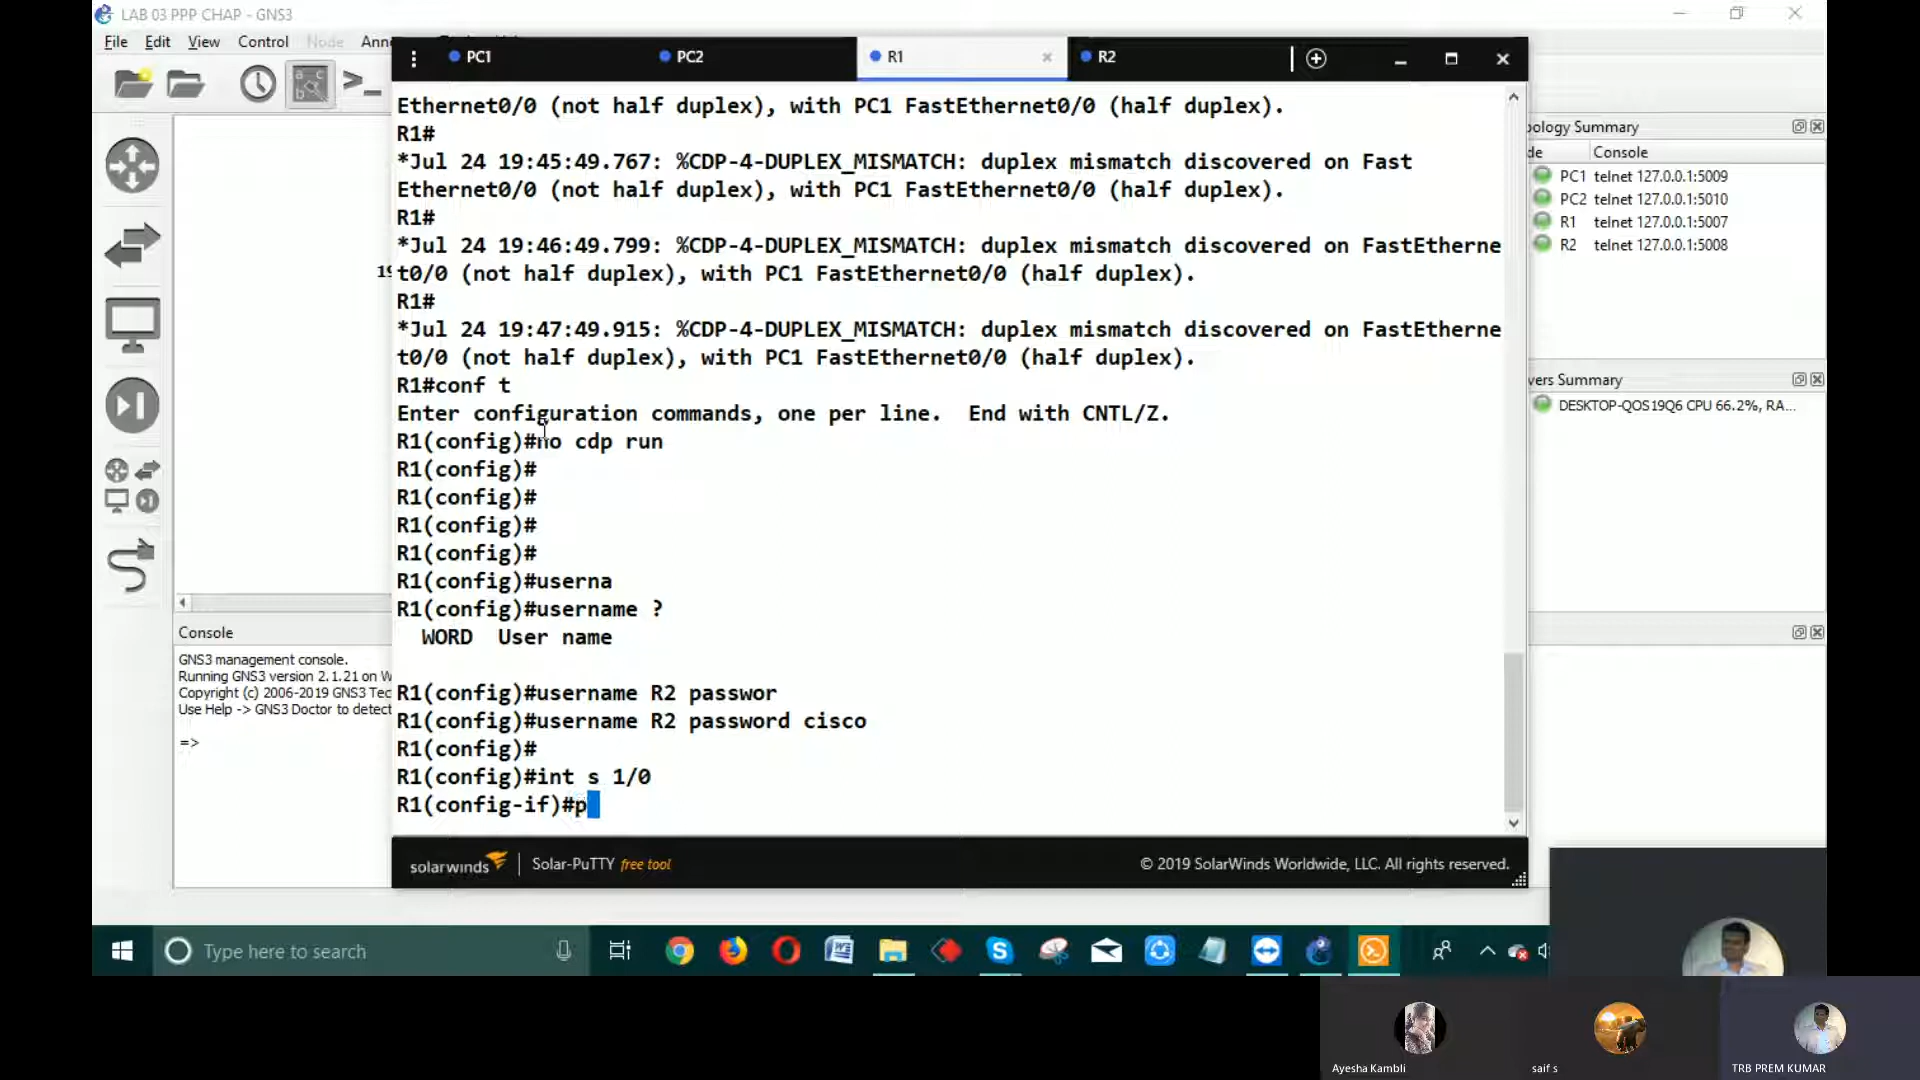 LAB 03 PPP CHAP - GNS3
File Edit View Control Node Ann
PC1 PC2 R1 R2
Ethernet0/0 (not half duplex), with PC1 FastEthernet0/0 (half duplex).
R1#
*Jul 24 19:45:49.767: %CDP-4-DUPLEX_MISMATCH: duplex mismatch discovered on Fast
Ethernet0/0 (not half duplex), with PC1 FastEthernet0/0 (half duplex).
R1#
*Jul 24 19:46:49.799: %CDP-4-DUPLEX_MISMATCH: duplex mismatch discovered on FastEtherne
t0/0 (not half duplex), with PC1 FastEthernet0/0 (half duplex).
R1#
*Jul 24 19:47:49.915: %CDP-4-DUPLEX_MISMATCH: duplex mismatch discovered on FastEtherne
t0/0 (not half duplex), with PC1 FastEthernet0/0 (half duplex).
R1#conf t
Enter configuration commands, one per line.  End with CNTL/Z.
R1(config)#no cdp run
R1(config)#
R1(config)#
R1(config)#
R1(config)#
R1(config)#userna
R1(config)#username ?
WORD  User name
R1(config)#username R2 passwor
R1(config)#username R2 password cisco
R1(config)#
R1(config)#int s 1/0
R1(config-if)#p
solarwinds | Solar-PuTTY free tool
© 2019 SolarWinds Worldwide, LLC. All rights reserved.
19
pology Summary
de Console
PC1 telnet 127.0.0.1:5009
PC2 telnet 127.0.0.1:5010
R1 telnet 127.0.0.1:5007
R2 telnet 127.0.0.1:5008
vers Summary
DESKTOP-QOS19Q6 CPU 66.2%, RA...
Console
GNS3 management console.
Running GNS3 version 2.1.21 on W
Copyright (c) 2006-2019 GNS3 Tec
Use Help -> GNS3 Doctor to detect
=>
Type here to search
Ayesha Kambli
saif s
TRB PREM KUMAR